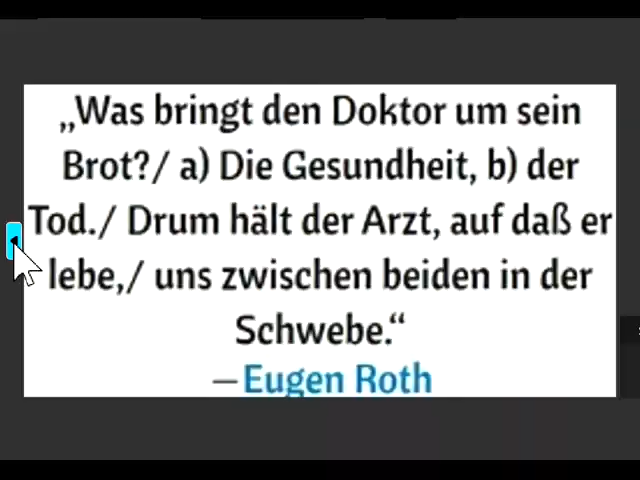 „Was bringt den Doktor um sein
Brot?/ a) Die Gesundheit, b) der
Tod./ Drum hält der Arzt, auf daß er
lebe,/ uns zwischen beiden in der
Schwebe.“
—Eugen Roth